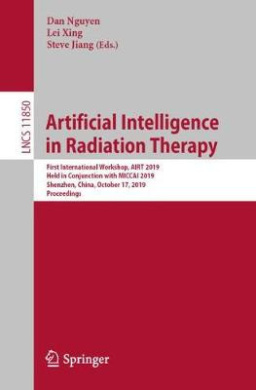 Dan Nguyen
Lei Xing
Steve Jiang (Eds.)
LNCS 11850
Artificial Intelligence
in Radiation Therapy
First International Workshop, AIRT 2019
Held in Conjunction with MICCAI 2019
Shenzhen, China, October 17, 2019
Proceedings
Springer